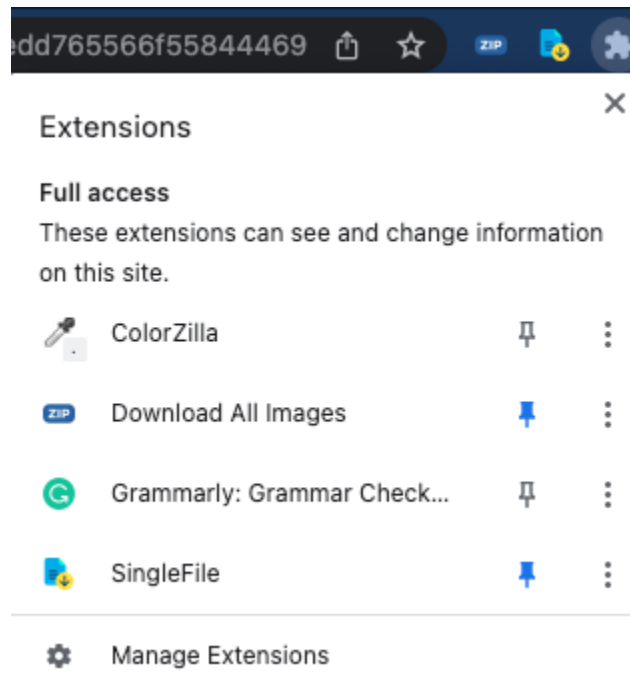 edd765566f55844469
ZIP
Extensions
Full access
These extensions can see and change information
on this site.
ColorZilla
ZIP
Download All Images
G
Grammarly: Grammar Check...
SingleFile
Manage Extensions